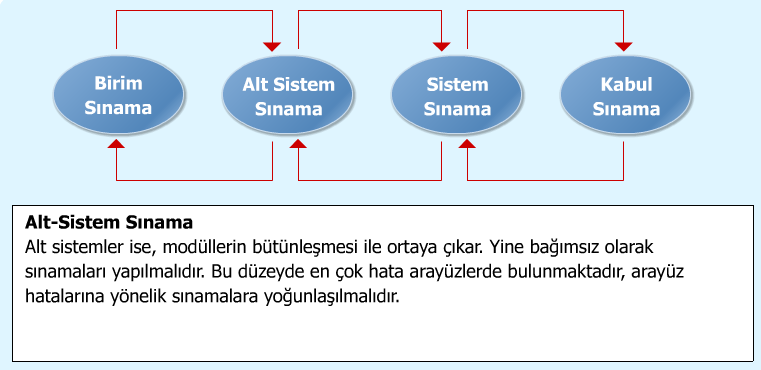 Birim
Sınama
Alt Sistem
Sınama
Sistem
Sınama
Kabul
Sınama
Alt-Sistem Sınama
Alt sistemler ise, modüllerin bütünleşmesi ile ortaya çıkar. Yine bağımsız olarak
sınamaları yapılmalıdır. Bu düzeyde en çok hata arayüzlerde bulunmaktadır, arayüz
hatalarına yönelik sınamalara yoğunlaşılmalıdır.